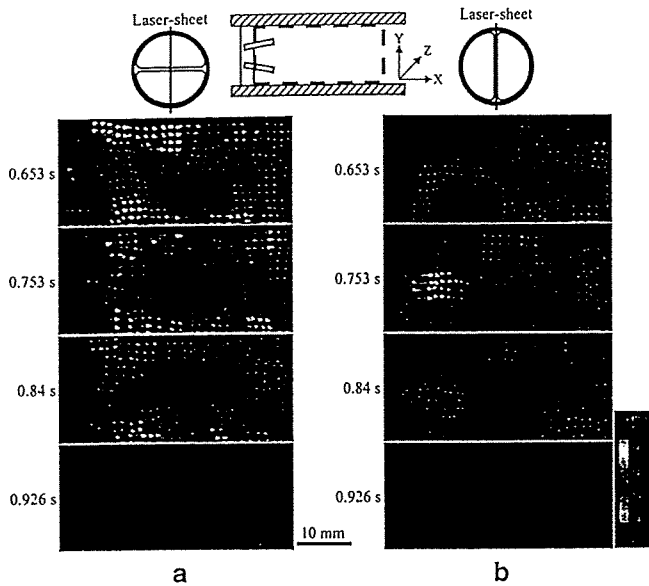 Laser-sheet
Y
Z
X
Laser-sheet
0.653 s
0.753 s
0.84 s
0.926 s
0.653 s
0.753 s
0.84 s
0.926 s
10 mm
a
b